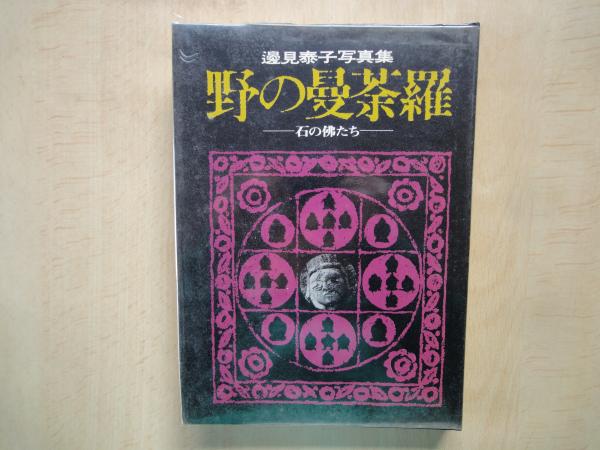 邊見泰子写真集
野の曼荼羅
―石の佛たち―